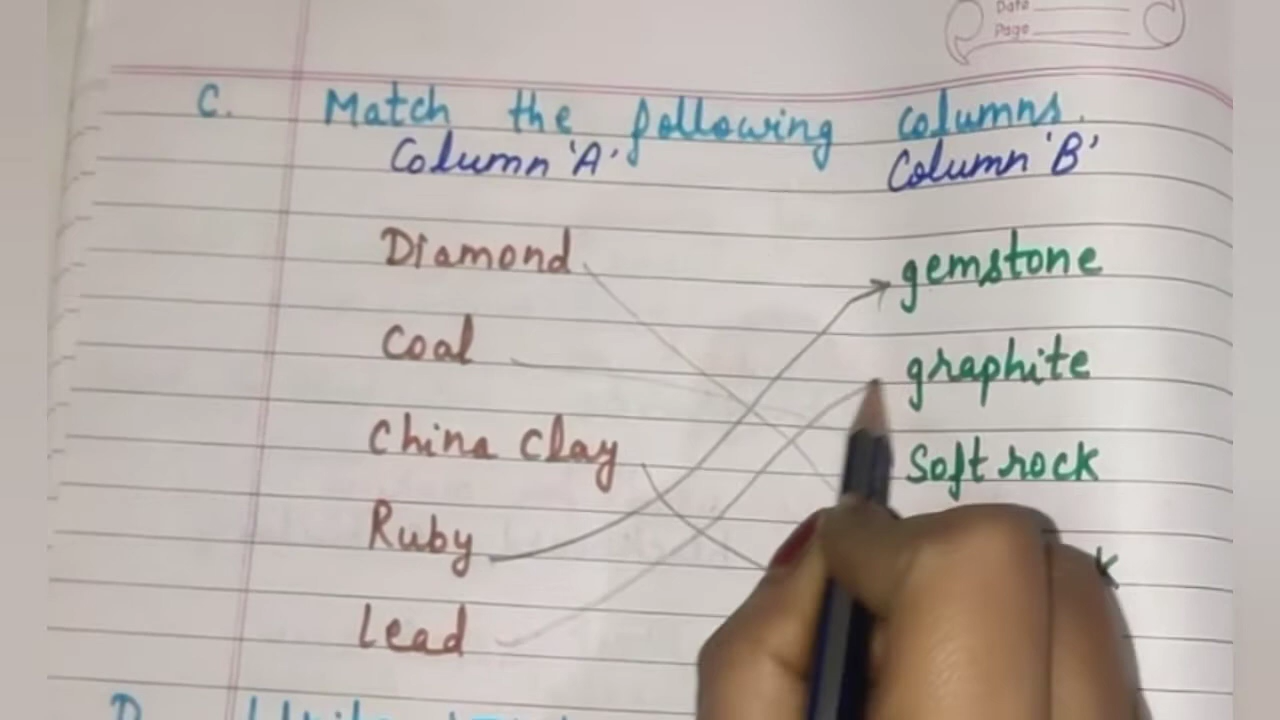 Date
Page
C. Match the following columns.
Column 'A' Column 'B'
Diamond gemstone
Coal graphite
China clay Soft rock
Ruby
Lead
D.